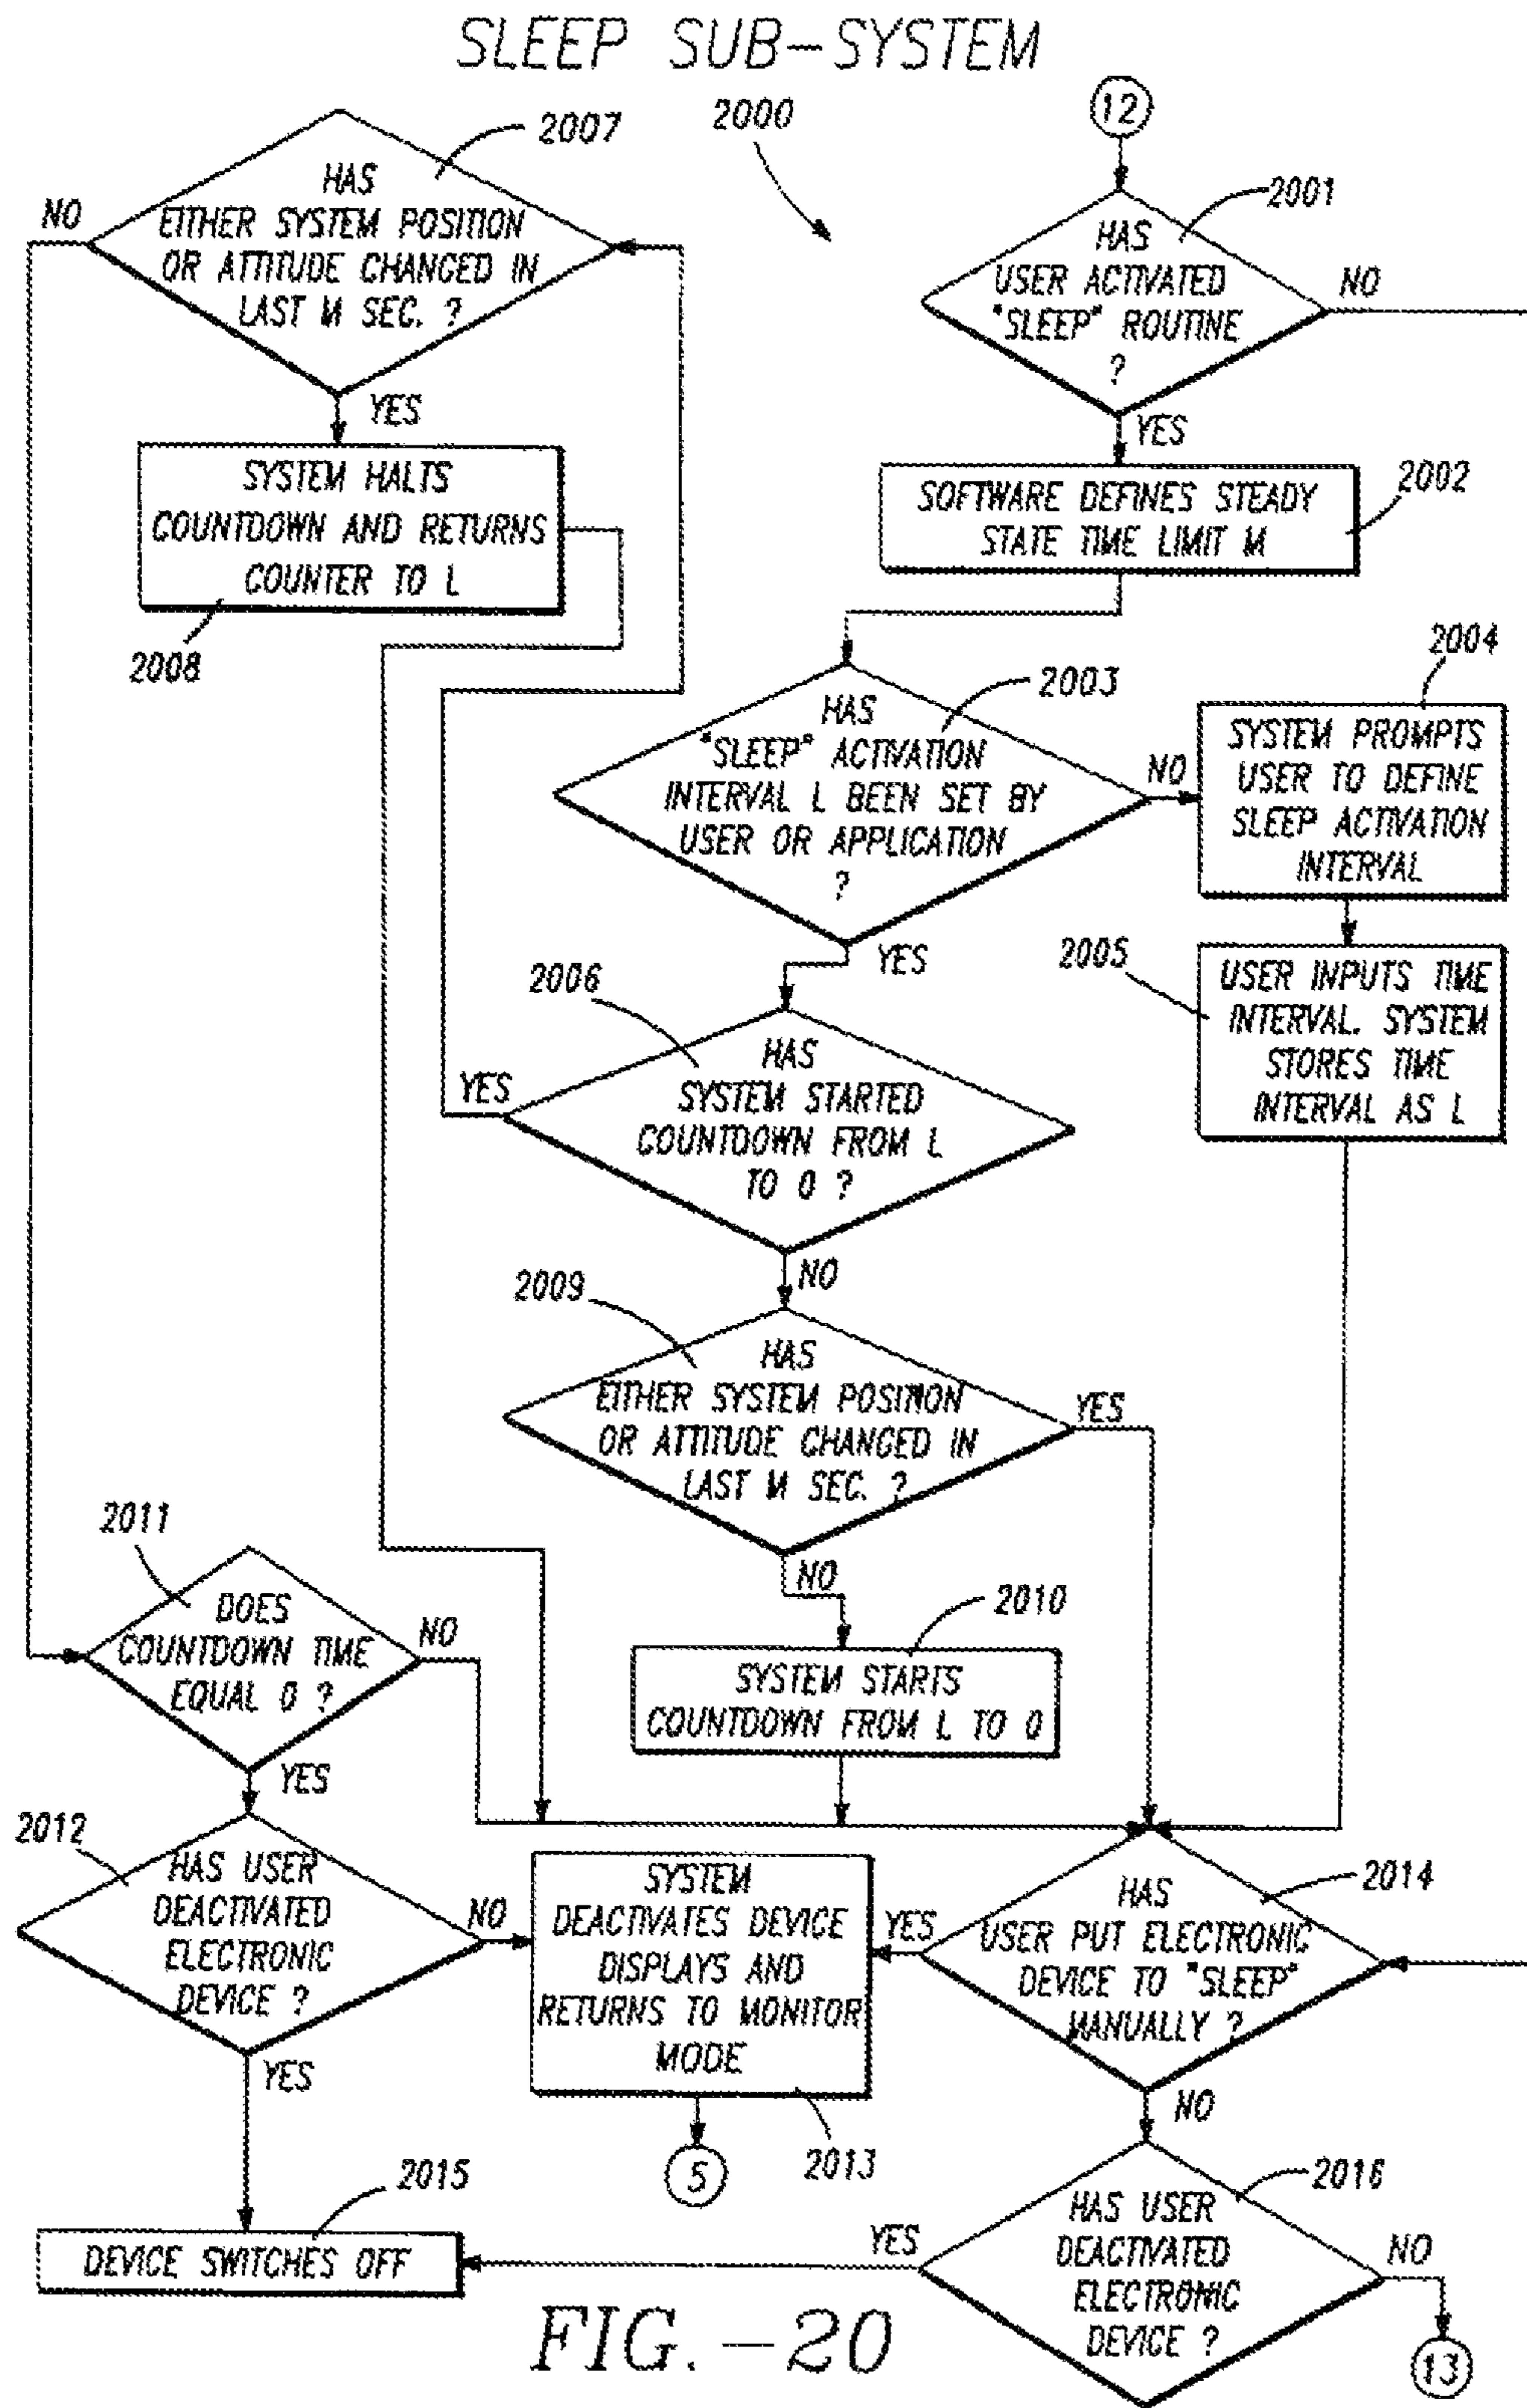 SLEEP SUB-SYSTEM
2000
12
2007
HAS
EITHER SYSTEM POSITION
OR ATTITUDE CHANGED IN
LAST M SEC. ?
NO
YES
SYSTEM HALTS
COUNTDOWN AND RETURNS
COUNTER TO L
2008
2001
HAS
USER ACTIVATED
"SLEEP" ROUTINE
?
NO
YES
2002
SOFTWARE DEFINES STEADY
STATE TIME LIMIT M
2003
HAS
"SLEEP" ACTIVATION
INTERVAL L BEEN SET BY
USER OR APPLICATION
?
NO
YES
2004
SYSTEM PROMPTS
USER TO DEFINE
SLEEP ACTIVATION
INTERVAL
2005
USER INPUTS TIME
INTERVAL. SYSTEM
STORES TIME
INTERVAL AS L
2006
HAS
SYSTEM STARTED
COUNTDOWN FROM L
TO 0 ?
YES
NO
2009
HAS
EITHER SYSTEM POSITION
OR ATTITUDE CHANGED IN
LAST M SEC. ?
YES
NO
2010
SYSTEM STARTS
COUNTDOWN FROM L TO 0
2011
DOES
COUNTDOWN TIME
EQUAL 0 ?
NO
YES
2012
HAS USER
DEACTIVATED
ELECTRONIC
DEVICE ?
NO
YES
SYSTEM
DEACTIVATES DEVICE
DISPLAYS AND
RETURNS TO MONITOR
MODE
2013
5
2014
HAS
USER PUT ELECTRONIC
DEVICE TO "SLEEP"
MANUALLY ?
YES
NO
2015
DEVICE SWITCHES OFF
2016
HAS USER
DEACTIVATED
ELECTRONIC
DEVICE ?
YES
NO
13
FIG.-20